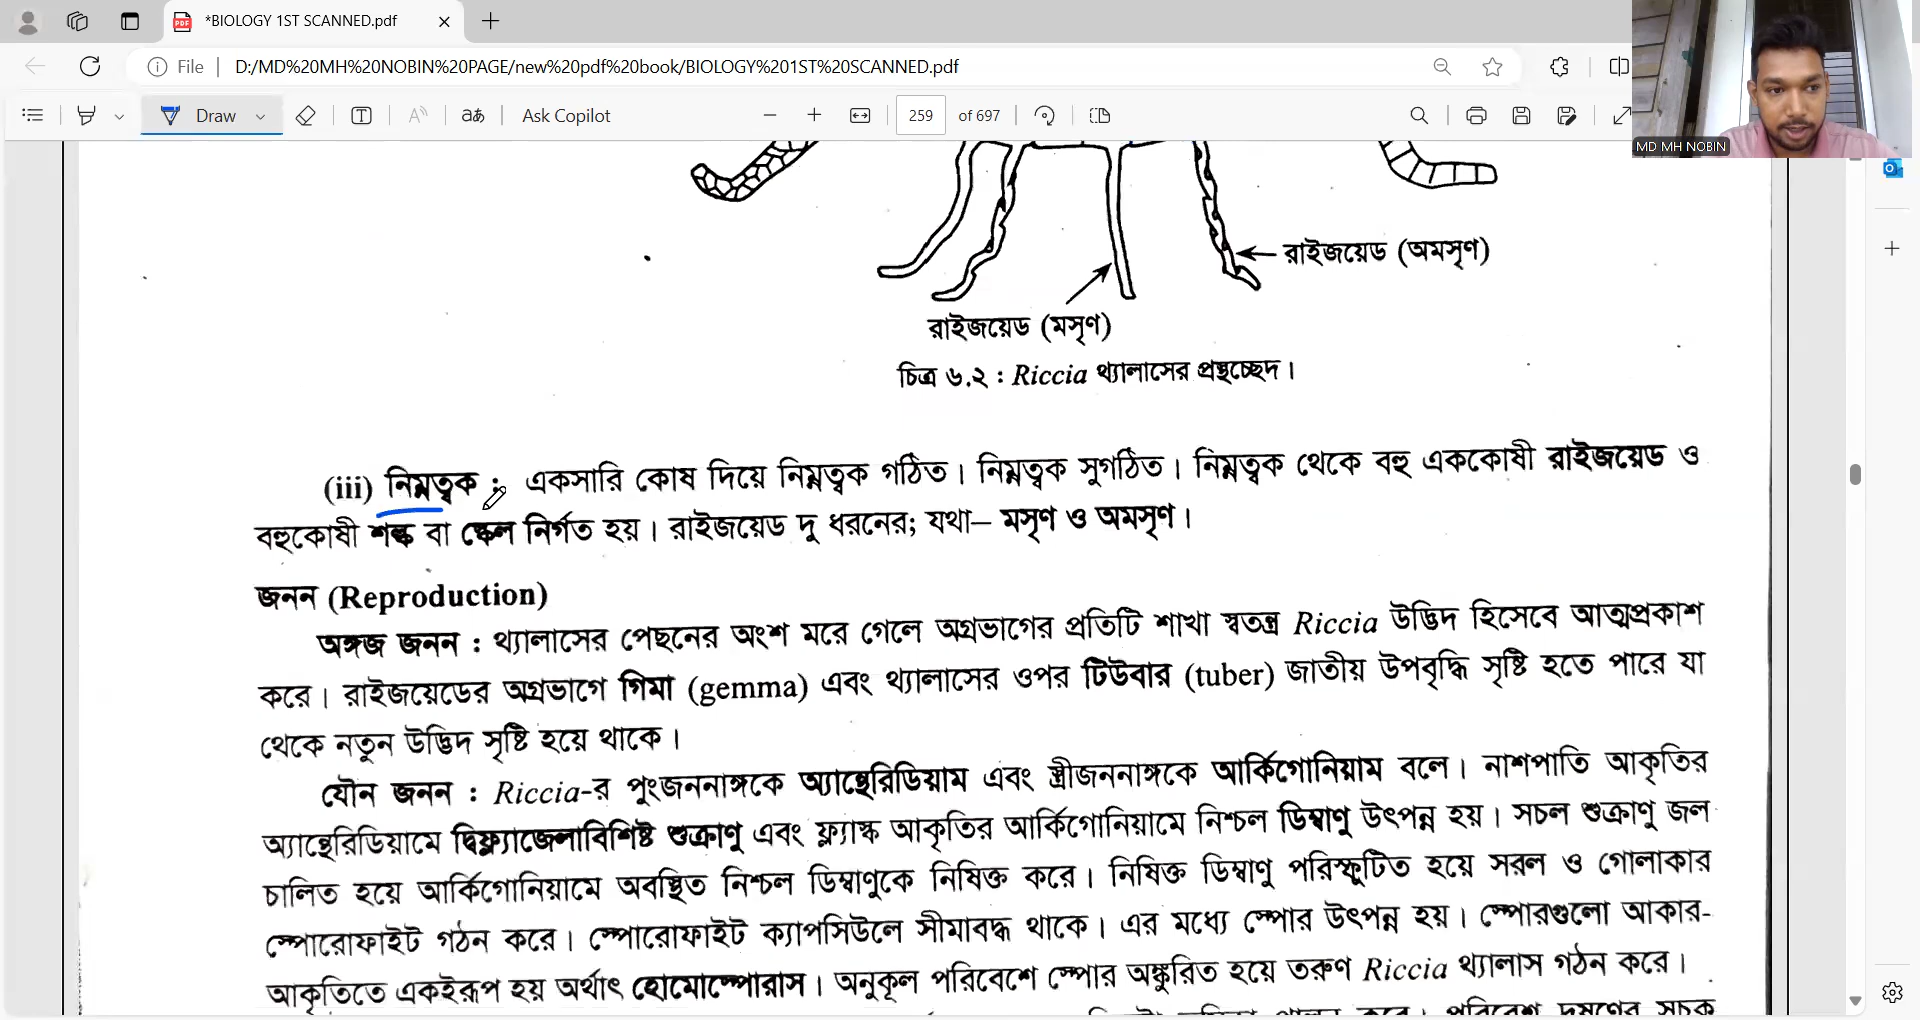 *BIOLOGY 1ST SCANNED.pdf
File
D:/MD%20MH%20NOBIN%20PAGE/new%20pdf%20book/BIOLOGY%201ST%20SCANNED.pdf
Draw
Ask Copilot
259 of 697
MD MH NOBIN
রাইজয়েড (অমসৃণ)
রাইজয়েড (মসৃণ)
চিত্র ৬.২ : Riccia থ্যালাসের প্রস্থচ্ছেদ।
(iii) নিম্নত্বক : একসারি কোষ দিয়ে নিম্নত্বক গঠিত। নিম্নত্বক সুগঠিত। নিম্নত্বক থেকে বহু এককোষী রাইজয়েড ও
বহুকোষী শল্ক বা স্কেল নির্গত হয়। রাইজয়েড দু ধরনের; যথা– মসৃণ ও অমসৃণ।
জনন (Reproduction)
অঙ্গজ জনন : থ্যালাসের পেছনের অংশ মরে গেলে অগ্রভাগের প্রতিটি শাখা স্বতন্ত্র Riccia উদ্ভিদ হিসেবে আত্মপ্রকাশ
করে। রাইজয়েডের অগ্রভাগে গিমা (gemma) এবং থ্যালাসের ওপর টিউবার (tuber) জাতীয় উপবৃদ্ধি সৃষ্টি হতে পারে যা
থেকে নতুন উদ্ভিদ সৃষ্টি হয়ে থাকে।
যৌন জনন : Riccia-র পুংজননাঙ্গকে অ্যান্থেরিডিয়াম এবং স্ত্রীজননাঙ্গকে আর্কিগোনিয়াম বলে। নাশপাতি আকৃতির
অ্যান্থেরিডিয়ামে দ্বিফ্ল্যাজেলাবিশিষ্ট শুক্রাণু এবং ফ্ল্যাস্ক আকৃতির আর্কিগোনিয়ামে নিশ্চল ডিম্বাণু উৎপন্ন হয়। সচল শুক্রাণু জল
চালিত হয়ে আর্কিগোনিয়ামে অবস্থিত নিশ্চল ডিম্বাণুকে নিষিক্ত করে। নিষিক্ত ডিম্বাণু পরিস্ফুটিত হয়ে সরল ও গোলাকার
স্পোরোফাইট গঠন করে। স্পোরোফাইট ক্যাপসিউলে সীমাবদ্ধ থাকে। এর মধ্যে স্পোর উৎপন্ন হয়। স্পোরগুলো আকার-
আকৃতিতে একইরূপ হয় অর্থাৎ হোমোস্পোরাস। অনুকূল পরিবেশে স্পোর অঙ্কুরিত হয়ে তরুণ Riccia থ্যালাস গঠন করে।